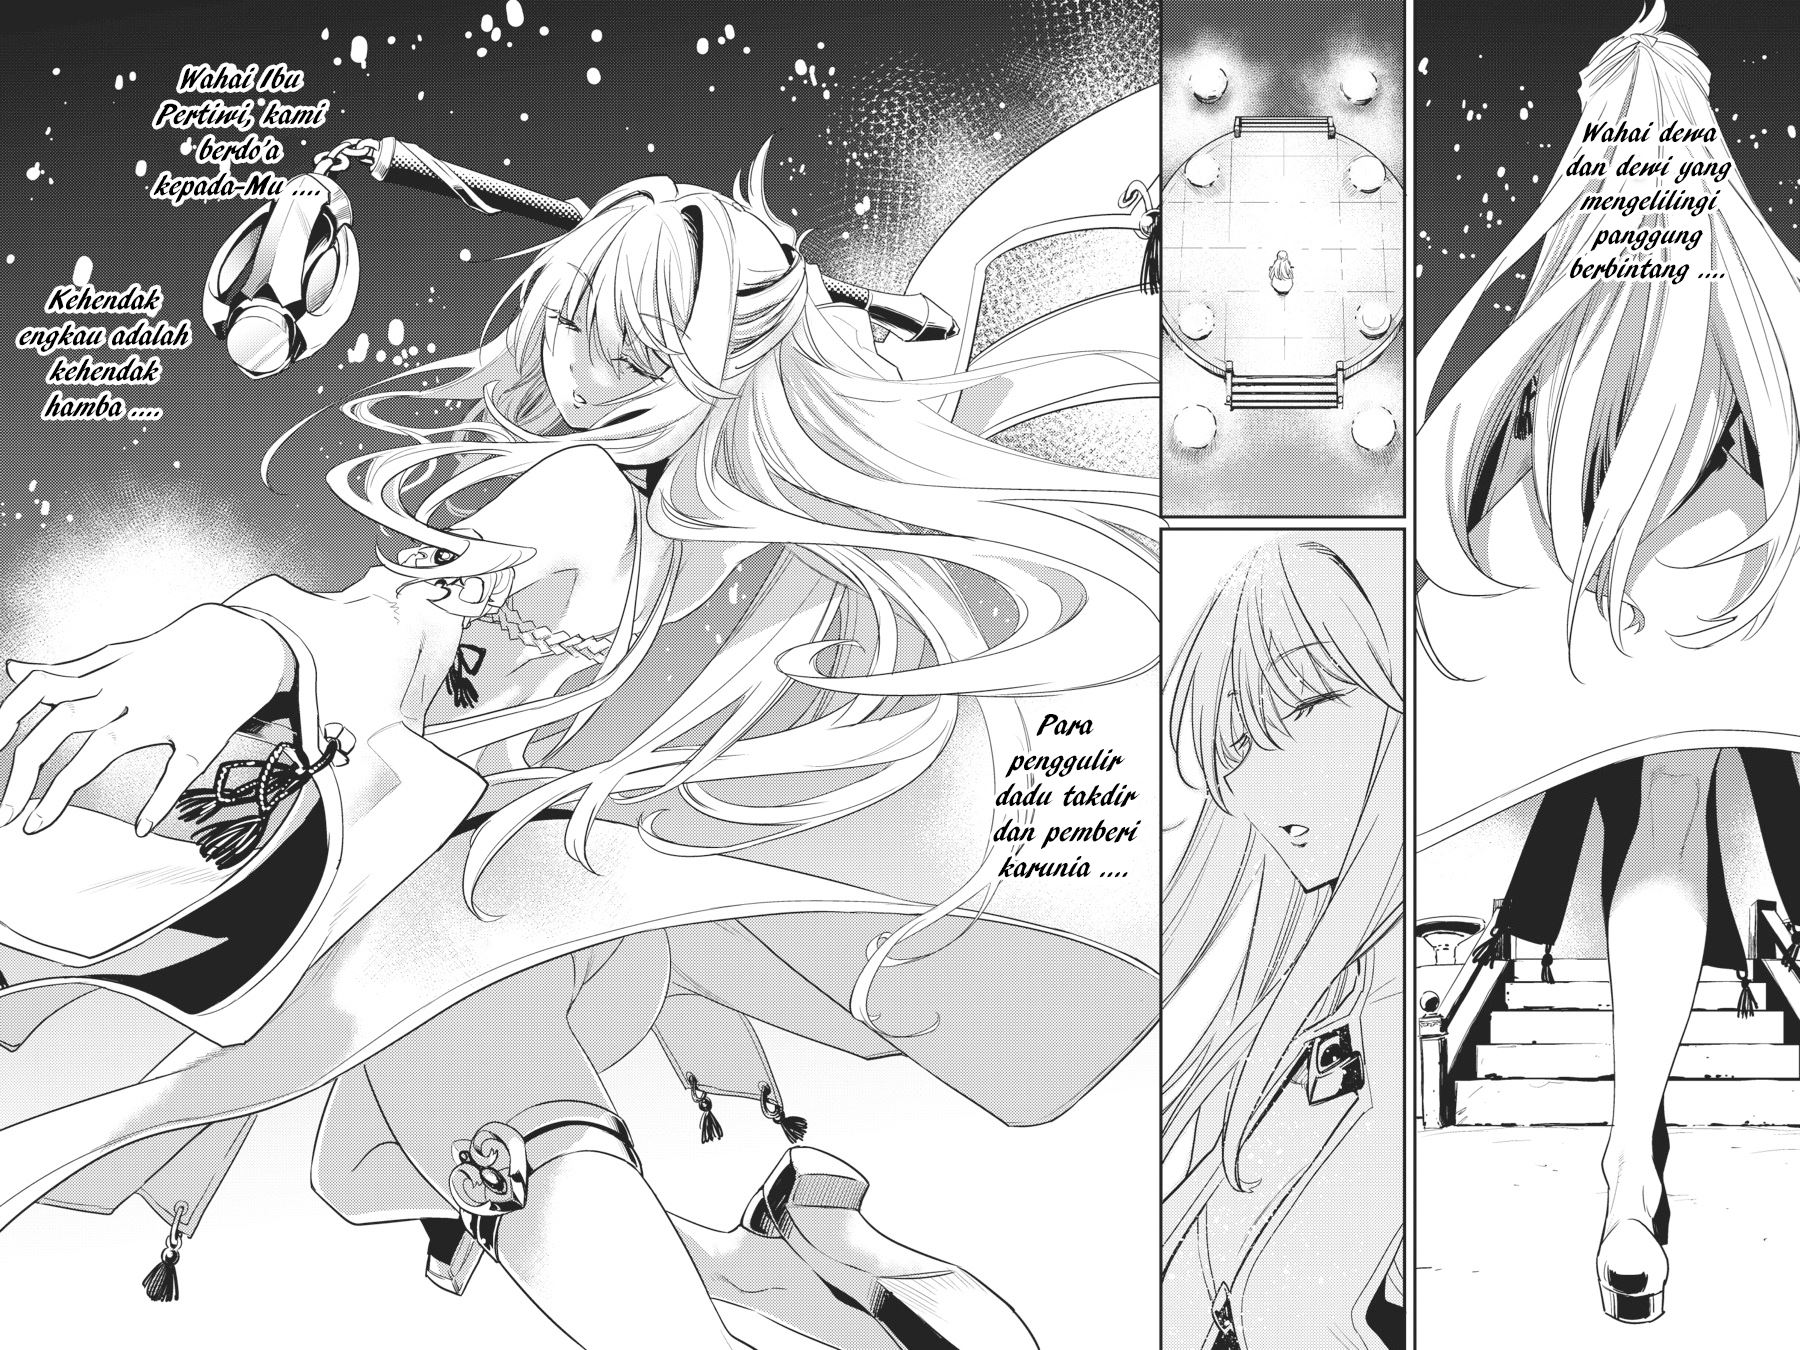 Wahai dewa
dan dewi yang
mengelilingi
panggung
berbintang ....
Para
penggulir
dadu takdir
dan pemberi
karunia ....
Wahai Ibu
Pertiwi, kami
berdo'a
kepada-Mu ....
Kehendak
engkau adalah
kehendak
hamba ....